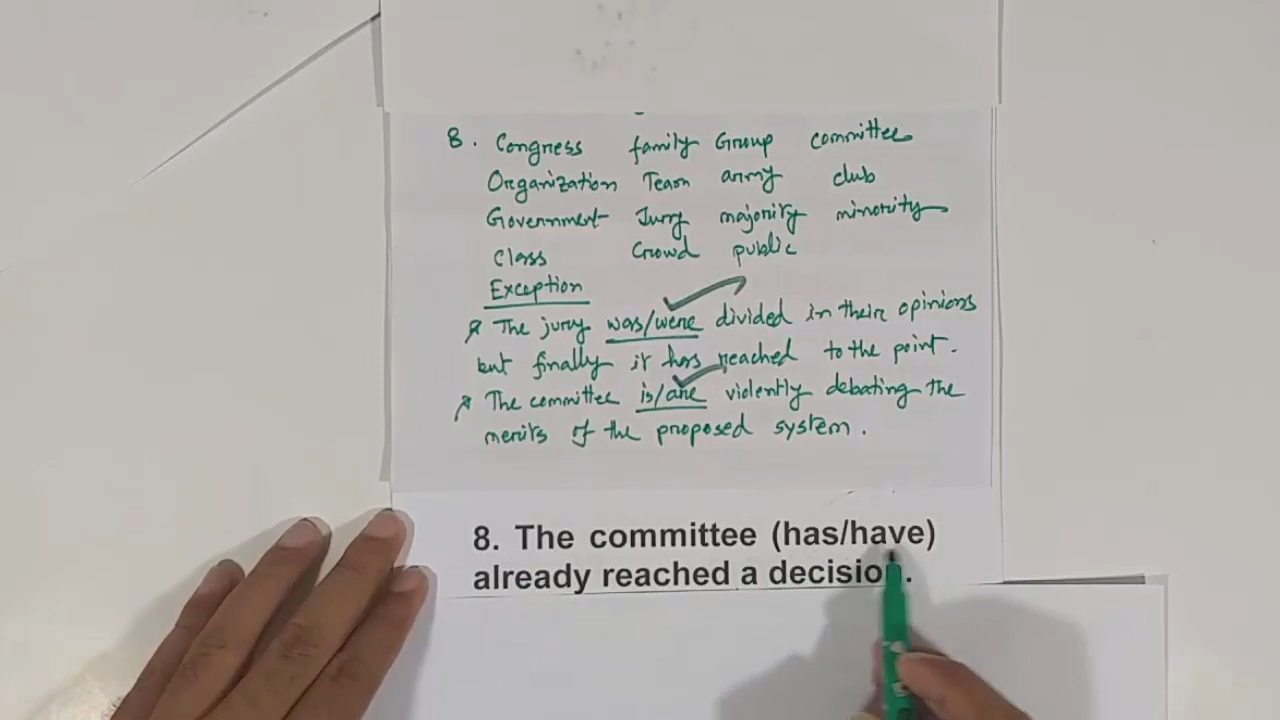 8. Congress family Group committee
Organization Team army club
Government Jury majority minority
Class Crowd public
Exception
The jury was/were divided in their opinions
but finally it has reached to the point.
The committee is/are violently debating the
merits of the proposed system.
8. The committee (has/have)
already reached a decision.